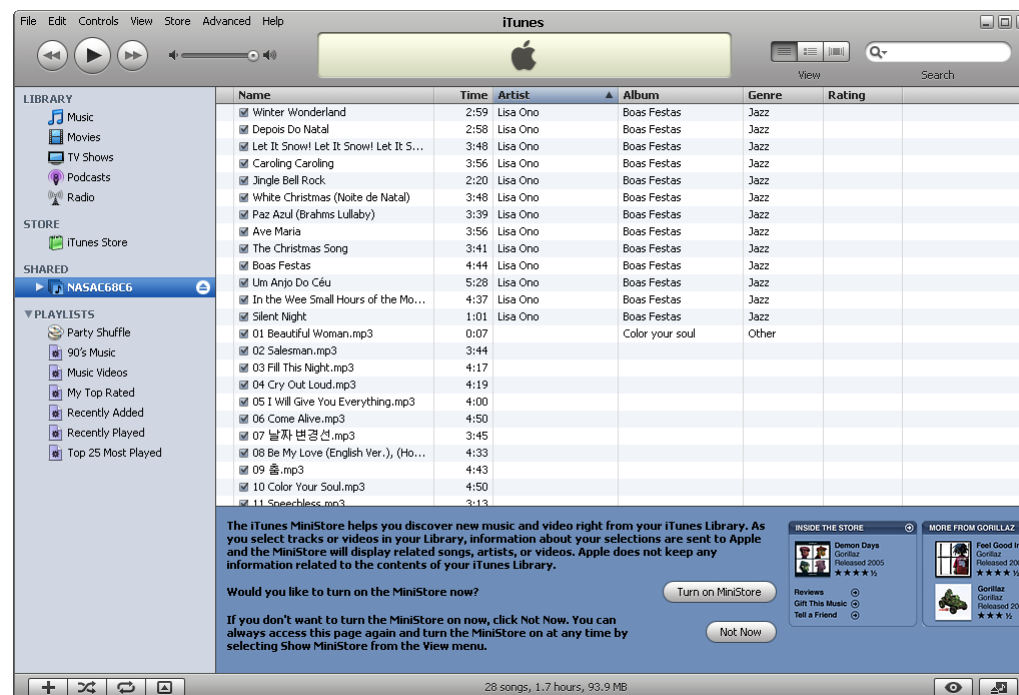 File Edit Controls View Store Advanced Help
iTunes
View
Search
LIBRARY
Music
Movies
TV Shows
Podcasts
Radio
STORE
iTunes Store
SHARED
NASAC68C6
PLAYLISTS
Party Shuffle
90's Music
Music Videos
My Top Rated
Recently Added
Recently Played
Top 25 Most Played
Name Time Artist Album Genre Rating
Winter Wonderland 2:59 Lisa Ono Boas Festas Jazz
Depois Do Natal 2:58 Lisa Ono Boas Festas Jazz
Let It Snow! Let It Snow! Let It S... 3:48 Lisa Ono Boas Festas Jazz
Caroling Caroling 3:56 Lisa Ono Boas Festas Jazz
Jingle Bell Rock 2:20 Lisa Ono Boas Festas Jazz
White Christmas (Noite de Natal) 3:48 Lisa Ono Boas Festas Jazz
Paz Azul (Brahms Lullaby) 3:39 Lisa Ono Boas Festas Jazz
Ave Maria 3:56 Lisa Ono Boas Festas Jazz
The Christmas Song 3:41 Lisa Ono Boas Festas Jazz
Boas Festas 4:44 Lisa Ono Boas Festas Jazz
Um Anjo Do Céu 5:28 Lisa Ono Boas Festas Jazz
In the Wee Small Hours of the Mo... 4:37 Lisa Ono Boas Festas Jazz
Silent Night 1:01 Lisa Ono Boas Festas Jazz
01 Beautiful Woman.mp3 0:07 Color your soul Other
02 Salesman.mp3 3:44
03 Fill This Night.mp3 4:17
04 Cry Out Loud.mp3 4:19
05 I Will Give You Everything.mp3 4:00
06 Come Alive.mp3 4:50
07 날짜 변경선.mp3 3:45
08 Be My Love (English Ver.), (Ho... 4:33
09 춤.mp3 4:43
10 Color Your Soul.mp3 4:50
11 Speechless.mp3 3:13
The iTunes MiniStore helps you discover new music and video right from your iTunes Library. As
you select tracks or videos in your Library, information about your selections are sent to Apple
and the MiniStore will display related songs, artists, or videos. Apple does not keep any
information related to the contents of your iTunes Library.
Would you like to turn on the MiniStore now?
Turn on MiniStore
If you don't want to turn the MiniStore on now, click Not Now. You can
always access this page again and turn the MiniStore on at any time by
selecting Show MiniStore from the View menu.
Not Now
INSIDE THE STORE
Demon Days
Gorillaz
Released 2005
Reviews
Gift This Music
Tell a Friend
MORE FROM GORILLAZ
Feel Good In
Gorillaz
Released 20
Gorillaz
Gorillaz
Released 20
28 songs, 1.7 hours, 93.9 MB